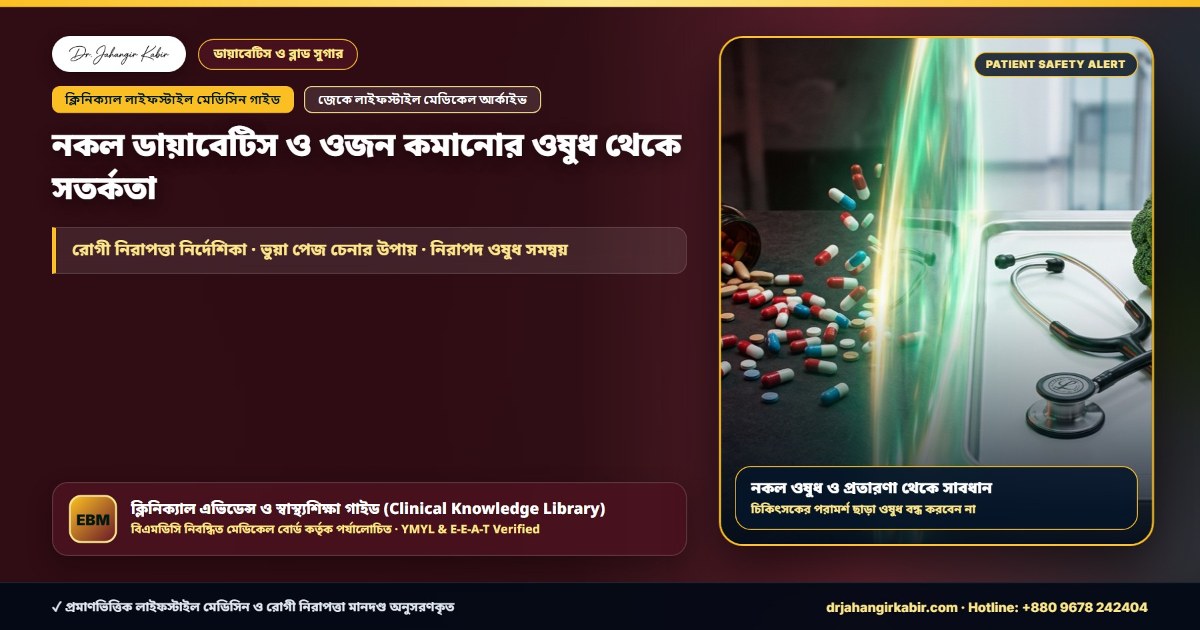 Dr. Jahangir Kabir
ডায়াবেটিস ও ব্লাড সুগার
ক্লিনিক্যাল লাইফস্টাইল মেডিসিন গাইড
জেকে লাইফস্টাইল মেডিকেল আর্কাইভ
নকল ডায়াবেটিস ও ওজন কমানোর ওষুধ থেকে
সতর্কতা
রোগী নিরাপত্তা নির্দেশিকা · ভুয়া পেজ চেনার উপায় · নিরাপদ ওষুধ সমন্বয়
PATIENT SAFETY ALERT
নকল ওষুধ ও প্রতারণা থেকে সাবধান
চিকিৎসকের পরামর্শ ছাড়া ওষুধ বন্ধ করবেন না
EBM
ক্লিনিক্যাল এভিডেন্স ও স্বাস্থ্যশিক্ষা গাইড (Clinical Knowledge Library)
বিএমডিসি নিবন্ধিত মেডিকেল বোর্ড কর্তৃক পর্যালোচিত · YMYL & E-E-A-T Verified
✓ প্রমাণভিত্তিক লাইফস্টাইল মেডিসিন ও রোগী নিরাপত্তা মানদণ্ড অনুসরণকৃত
drjahangirkabir.com · Hotline: +880 9678 242404